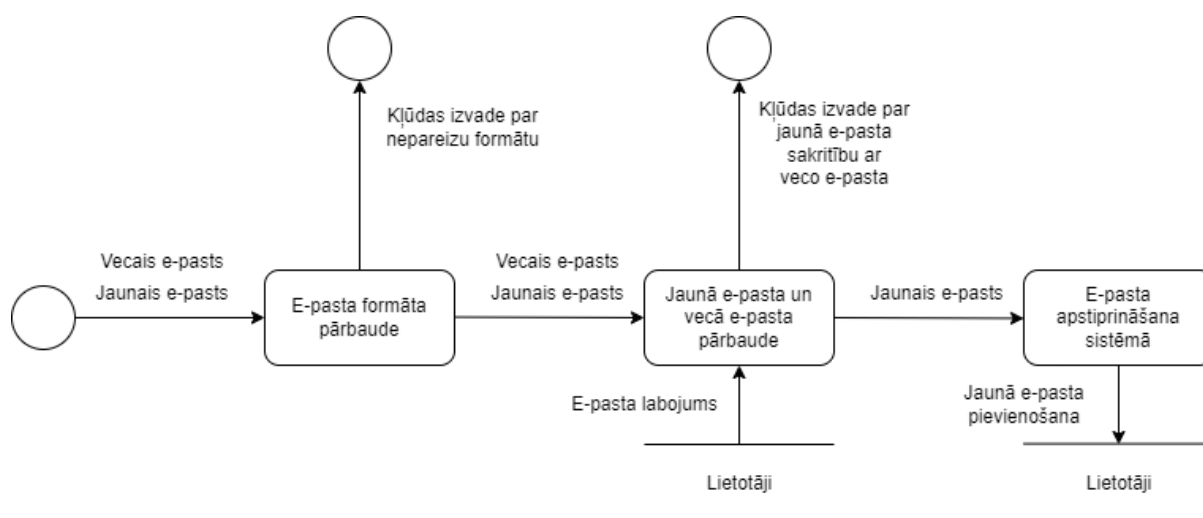 Kļūdas izvade par
nepareizu formātu
Kļūdas izvade par
jaunā e-pasta
sakritību ar
veco e-pasta
Vecais e-pasts
Jaunais e-pasts
E-pasta formāta
pārbaude
Vecais e-pasts
Jaunais e-pasts
Jaunā e-pasta un
vecā e-pasta
pārbaude
Jaunais e-pasts
E-pasta
apstiprināšana
sistēmā
E-pasta labojums
Jaunā e-pasta
pievienošana
Lietotāji
Lietotāji